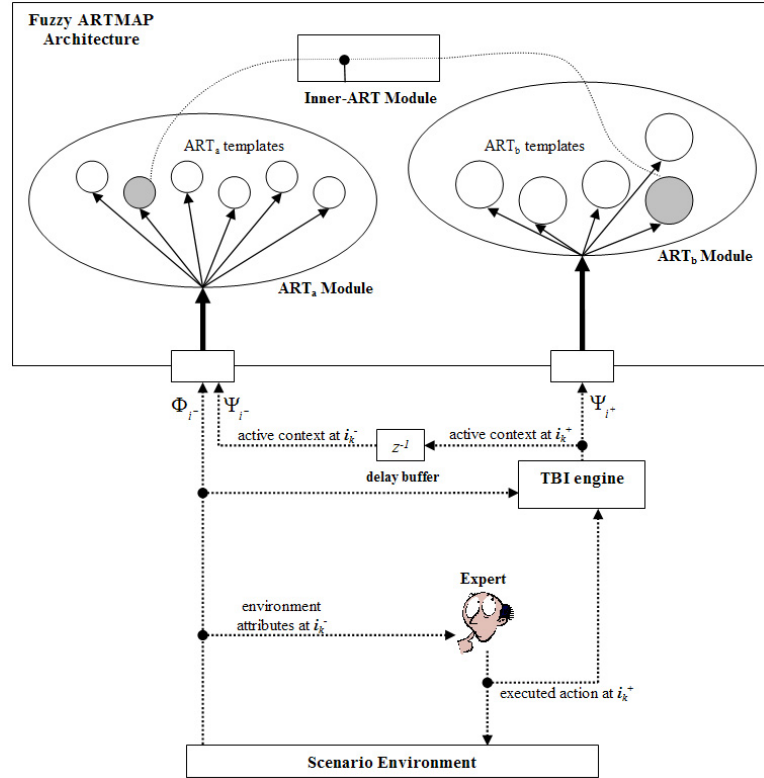 Fuzzy ARTMAP
Architecture
Inner-ART Module
ARTa templates
ARTb templates
ARTb Module
ARTa Module
Φi- Ψi-
Ψi+
active context at ik-
z-1
active context at ik+
delay buffer
TBI engine
Expert
environment
attributes at ik-
executed action at ik+
Scenario Environment